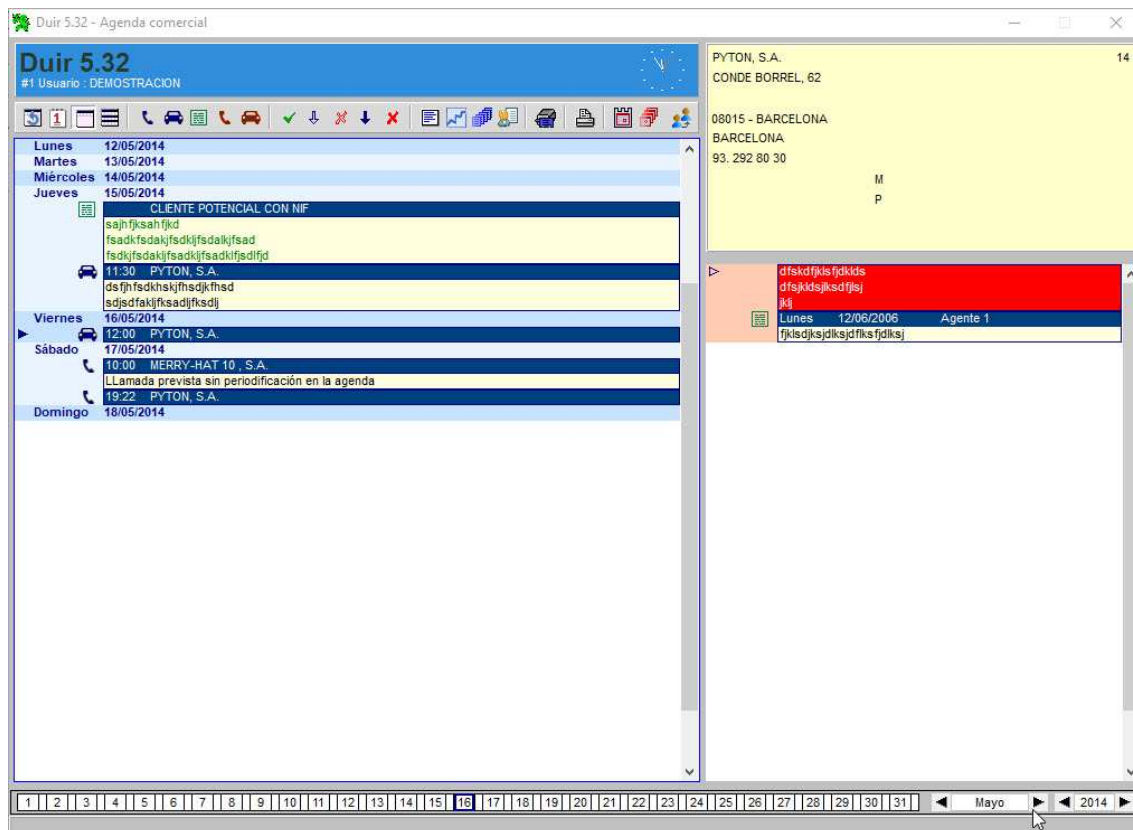 Duir 5.32 - Agenda comercial
Duir 5.32
#1 Usuario : DEMOSTRACION
1
Lunes 12/05/2014
Martes 13/05/2014
Miércoles 14/05/2014
Jueves 15/05/2014
CLIENTE POTENCIAL CON NIF
sajhfjksahfjkd
fsadkfsdakjfsdkljfsdalkjfsad
fsdkjfsdakljfsadkljfsadklfjsdlfjd
11:30 PYTON, S.A.
dsfjhfsdkhskjfhsdjkfhsd
sdjsdfakljfksadljfksdlj
Viernes 16/05/2014
12:00 PYTON, S.A.
Sábado 17/05/2014
10:00 MERRY-HAT 10 , S.A.
LLamada prevista sin periodificación en la agenda
19:22 PYTON, S.A.
Domingo 18/05/2014
PYTON, S.A. 14
CONDE BORREL, 62
08015 - BARCELONA
BARCELONA
93. 292 80 30
M
P
dfskdfjklsfjdklds
dfsjkldsjlksdfjlsj
jklj
Lunes 12/06/2006 Agente 1
fjklsdjksjdlksjdflksfjdlksj
1 2 3 4 5 6 7 8 9 10 11 12 13 14 15 16 17 18 19 20 21 22 23 24 25 26 27 28 29 30 31 Mayo 2014